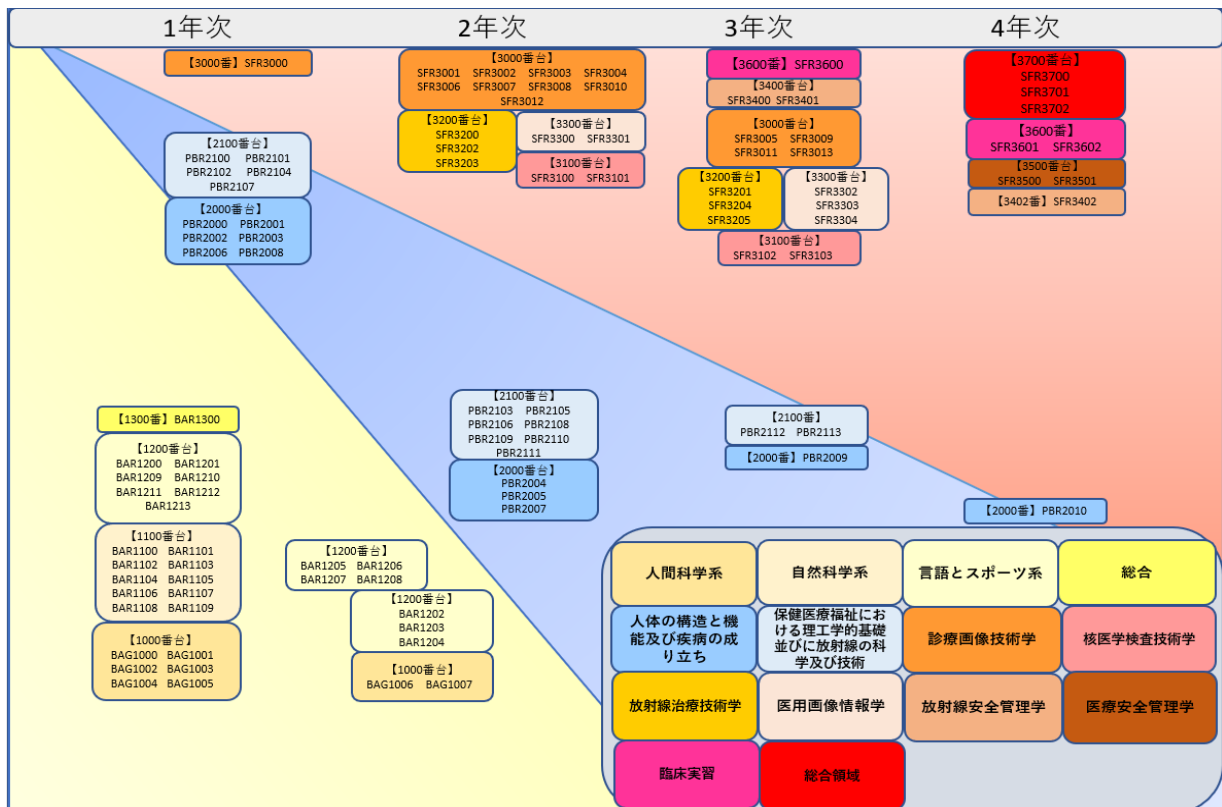 1年次
2年次
3年次
4年次
【3000番】SFR3000
【2100番台】
PBR2100 PBR2101
PBR2102 PBR2104
PBR2107
【2000番台】
PBR2000 PBR2001
PBR2002 PBR2003
PBR2006 PBR2008
【1300番】BAR1300
【1200番台】
BAR1200 BAR1201
BAR1209 BAR1210
BAR1211 BAR1212
BAR1213
【1100番台】
BAR1100 BAR1101
BAR1102 BAR1103
BAR1104 BAR1105
BAR1106 BAR1107
BAR1108 BAR1109
【1000番台】
BAG1000 BAG1001
BAG1002 BAG1003
BAG1004 BAG1005
【3000番台】
SFR3001 SFR3002 SFR3003 SFR3004
SFR3006 SFR3007 SFR3008 SFR3010
SFR3012
【3200番台】
SFR3200
SFR3202
SFR3203
【3300番台】
SFR3300 SFR3301
【3100番台】
SFR3100 SFR3101
【2100番台】
PBR2103 PBR2105
PBR2106 PBR2108
PBR2109 PBR2110
PBR2111
【2000番台】
PBR2004
PBR2005
PBR2007
【1200番台】
BAR1205 BAR1206
BAR1207 BAR1208
【1200番台】
BAR1202
BAR1203
BAR1204
【1000番台】
BAG1006 BAG1007
【3600番】SFR3600
【3400番台】
SFR3400 SFR3401
【3000番台】
SFR3005 SFR3009
SFR3011 SFR3013
【3200番台】
SFR3201
SFR3204
SFR3205
【3300番台】
SFR3302
SFR3303
SFR3304
【3100番台】
SFR3102 SFR3103
【2100番】
PBR2112 PBR2113
【2000番】PBR2009
【3700番台】
SFR3700
SFR3701
SFR3702
【3600番】
SFR3601 SFR3602
【3500番台】
SFR3500 SFR3501
【3402番】SFR3402
【2000番】PBR2010
人間科学系
自然科学系
言語とスポーツ系
総合
人体の構造と機
能及び疾病の成
り立ち
保健医療福祉にお
ける理工学的基礎
並びに放射線の科
学及び技術
診療画像技術学
核医学検査技術学
放射線治療技術学
医用画像情報学
放射線安全管理学
医療安全管理学
臨床実習
総合領域